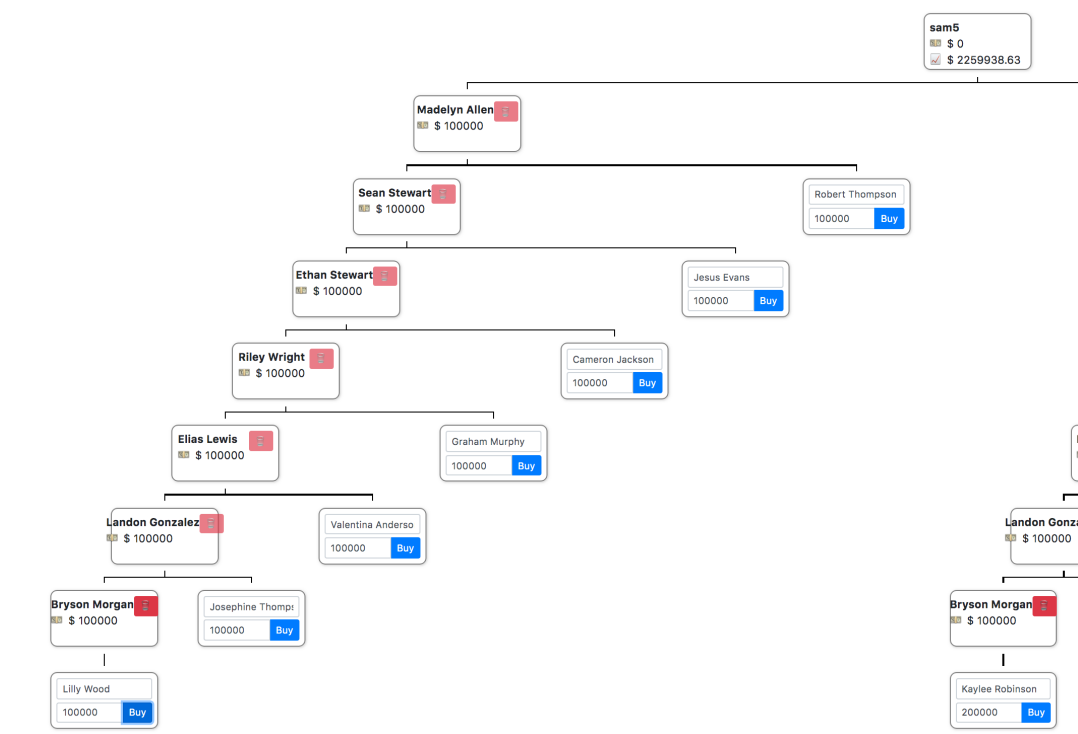 sam5
$ 0
$ 2259938.63
Madelyn Allen
$ 100000
Sean Stewart
$ 100000
Robert Thompson
100000 Buy
Ethan Stewart
$ 100000
Jesus Evans
100000 Buy
Riley Wright
$ 100000
Cameron Jackson
100000 Buy
Elias Lewis
$ 100000
Graham Murphy
100000 Buy
Landon Gonzalez
$ 100000
Valentina Anderso
100000 Buy
Landon Gonza
$ 100000
Bryson Morgan
$ 100000
Josephine Thomp
100000 Buy
Bryson Morgan
$ 100000
Lilly Wood
100000 Buy
Kaylee Robinson
200000 Buy